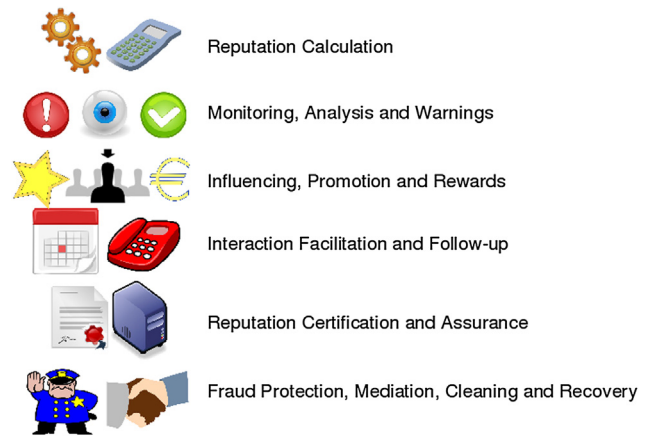 Reputation Calculation
Monitoring, Analysis and Warnings
Influencing, Promotion and Rewards
Interaction Facilitation and Follow-up
Reputation Certification and Assurance
Fraud Protection, Mediation, Cleaning and Recovery